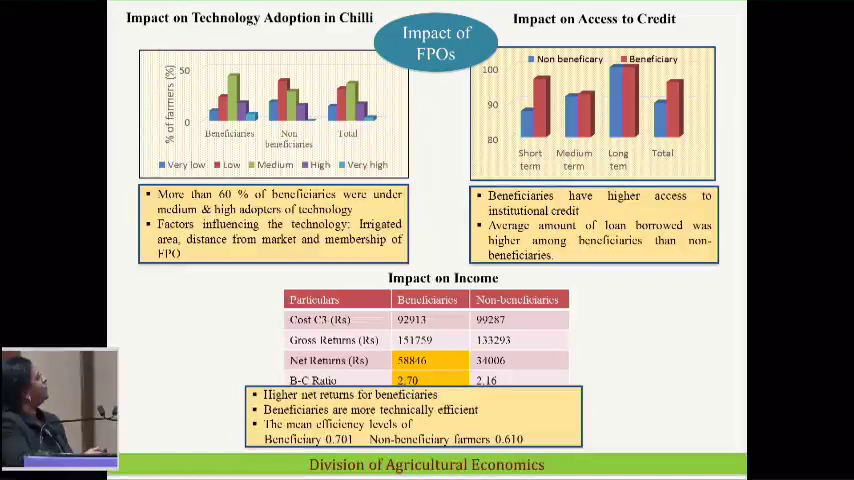 Impact on Technology Adoption in Chilli
Impact of
FPOs
Impact on Access to Credit
% of farmers (%)
50
0
Beneficiaries
Non
beneficiaries
Total
Very low
Low
Medium
High
Very high
Non beneficary
Beneficiary
100
90
80
Short
term
Medium
term
Long
tem
Total
More than 60 % of beneficiaries were under
medium & high adopters of technology
Factors influencing the technology: Irrigated
area, distance from market and membership of
FPO
Beneficiaries have higher access to
institutional credit
Average amount of loan borrowed was
higher among beneficiaries than non-
beneficiaries.
Impact on Income
Particulars Beneficiaries Non-beneficiaries
Cost C3 (Rs) 92913 99287
Gross Returns (Rs) 151759 133293
Net Returns (Rs) 58846 34006
B-C Ratio 2.70 2.16
Higher net returns for beneficiaries
Beneficiaries are more technically efficient
The mean efficiency levels of
Beneficiary 0.701 Non-beneficiary farmers 0.610
Division of Agricultural Economics